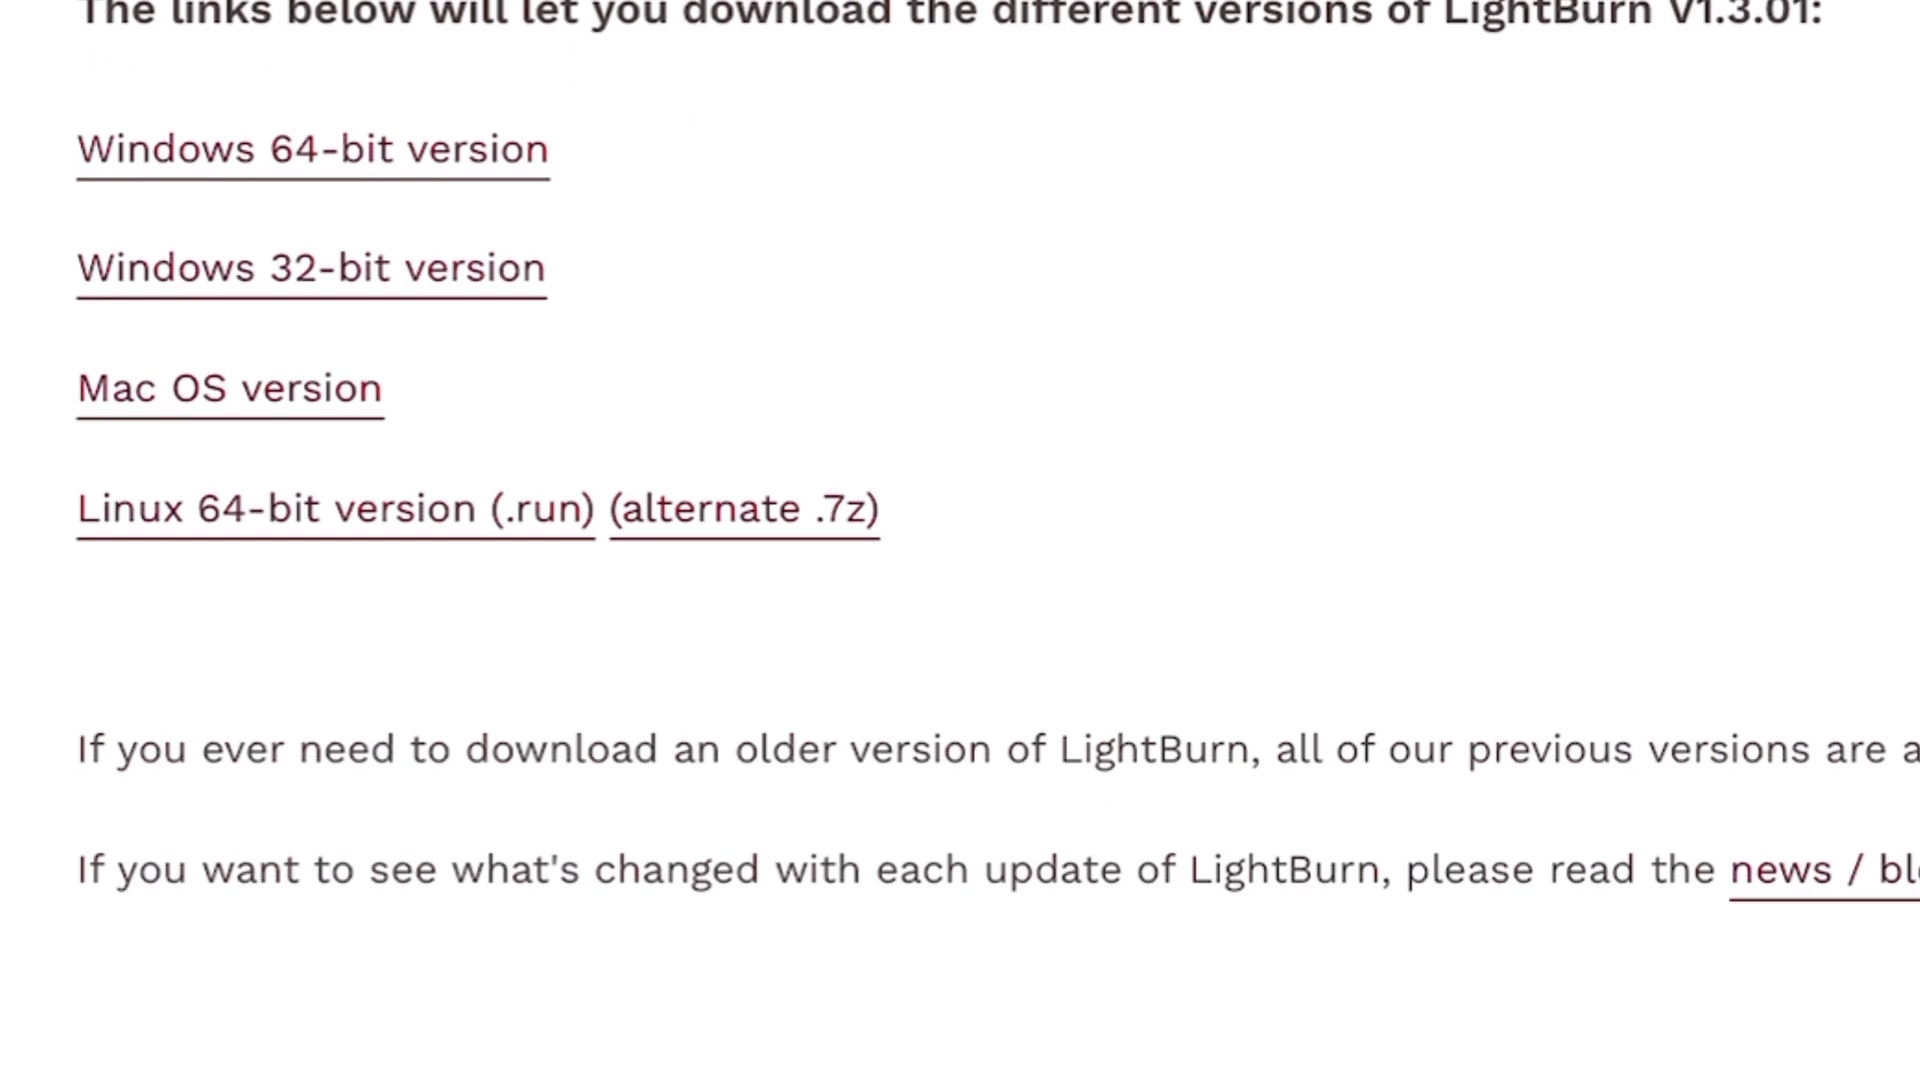 The links below will let you download the different versions of LightBurn V1.3.01:
Windows 64-bit version
Windows 32-bit version
Mac OS version
Linux 64-bit version (.run) (alternate .7z)
If you ever need to download an older version of LightBurn, all of our previous versions are
If you want to see what's changed with each update of LightBurn, please read the news /